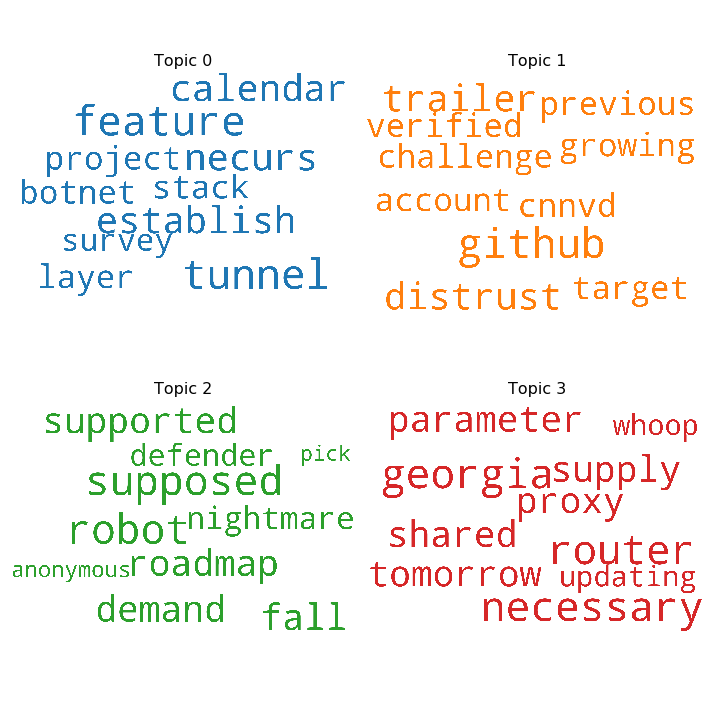 Topic 0
calendar
feature
project necurs
botnet stack
establish
survey
layer tunnel
Topic 1
trailer previous
verified
challenge growing
account cnnvd
github
distrust target
Topic 2
supported
defender pick
supposed
robot nightmare
anonymous roadmap
demand fall
Topic 3
parameter whoop
georgia supply
proxy
shared router
tomorrow updating
necessary